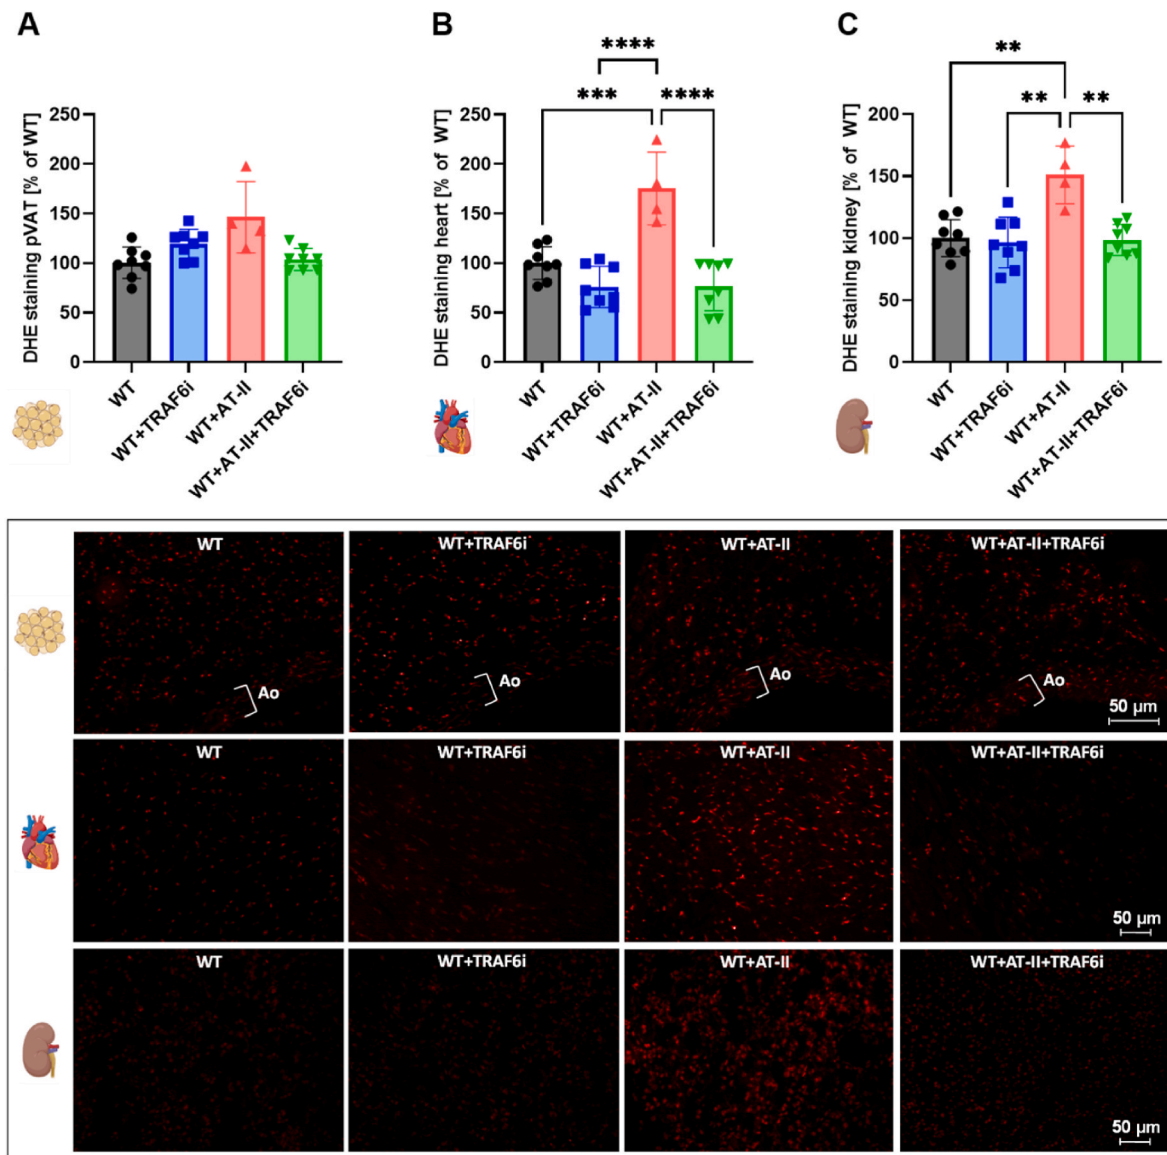 A
B
C
****
***
****
**
**
**
DHE staining pVAT [% of WT]
250
200
150
100
50
0
WT
WT+TRAF6i
WT+AT-II
WT+AT-II+TRAF6i
DHE staining heart [% of WT]
250
200
150
100
50
0
WT
WT+TRAF6i
WT+AT-II
WT+AT-II+TRAF6i
DHE staining kidney [% of WT]
200
150
100
50
0
WT
WT+TRAF6i
WT+AT-II
WT+AT-II+TRAF6i
WT
WT+TRAF6i
WT+AT-II
WT+AT-II+TRAF6i
Ao
Ao
Ao
Ao
50 μm
WT
WT+TRAF6i
WT+AT-II
WT+AT-II+TRAF6i
50 μm
WT
WT+TRAF6i
WT+AT-II
WT+AT-II+TRAF6i
50 μm